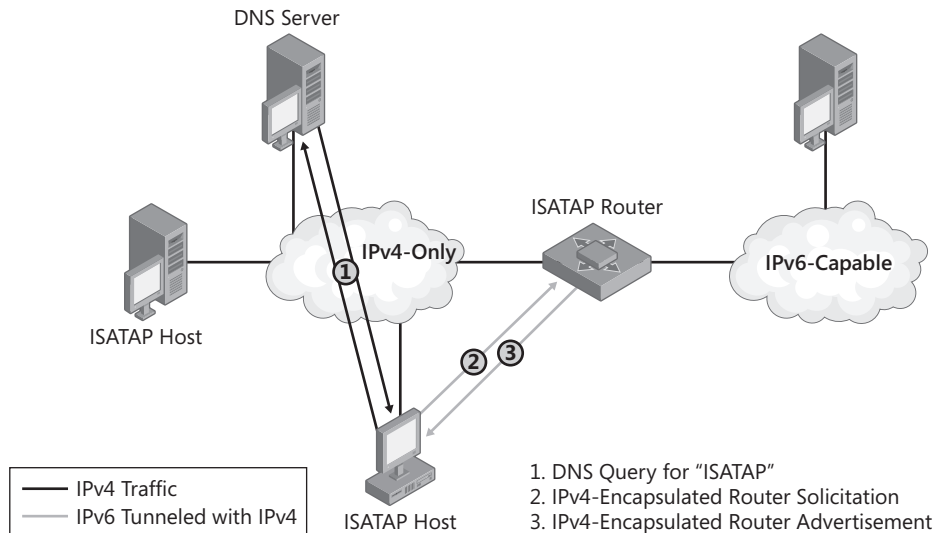 DNS Server
ISATAP Router
IPv4-Only
IPv6-Capable
1
ISATAP Host
2
3
IPv4 Traffic
IPv6 Tunneled with IPv4
ISATAP Host
1. DNS Query for “ISATAP”
2. IPv4-Encapsulated Router Solicitation
3. IPv4-Encapsulated Router Advertisement